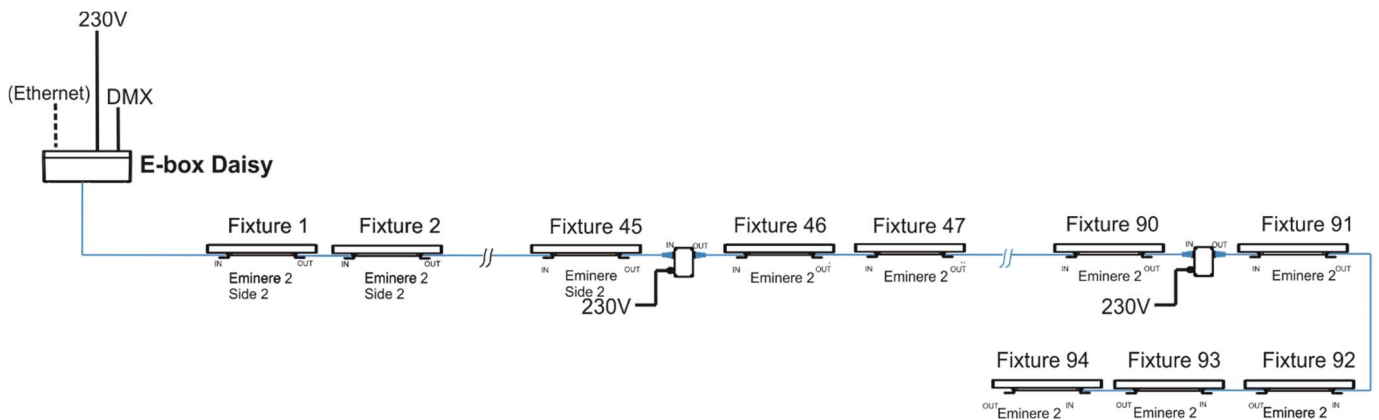 230V
(Ethernet)
DMX
E-box Daisy
Fixture 1
Fixture 2
Fixture 45
Fixture 46
Fixture 47
Fixture 90
Fixture 91
IN
OUT
Eminere 2
Side 2
IN
OUT
Eminere 2
Side 2
IN
OUT
Eminere
Side 2
IN
OUT
230V
IN
OUT
Eminere 2
IN
OUT
Eminere 2
IN
OUT
Eminere 2
IN
OUT
230V
IN
OUT
Eminere 2
Fixture 94
Fixture 93
Fixture 92
OUT
IN
Eminere 2
OUT
IN
Eminere 2
OUT
IN
Eminere 2